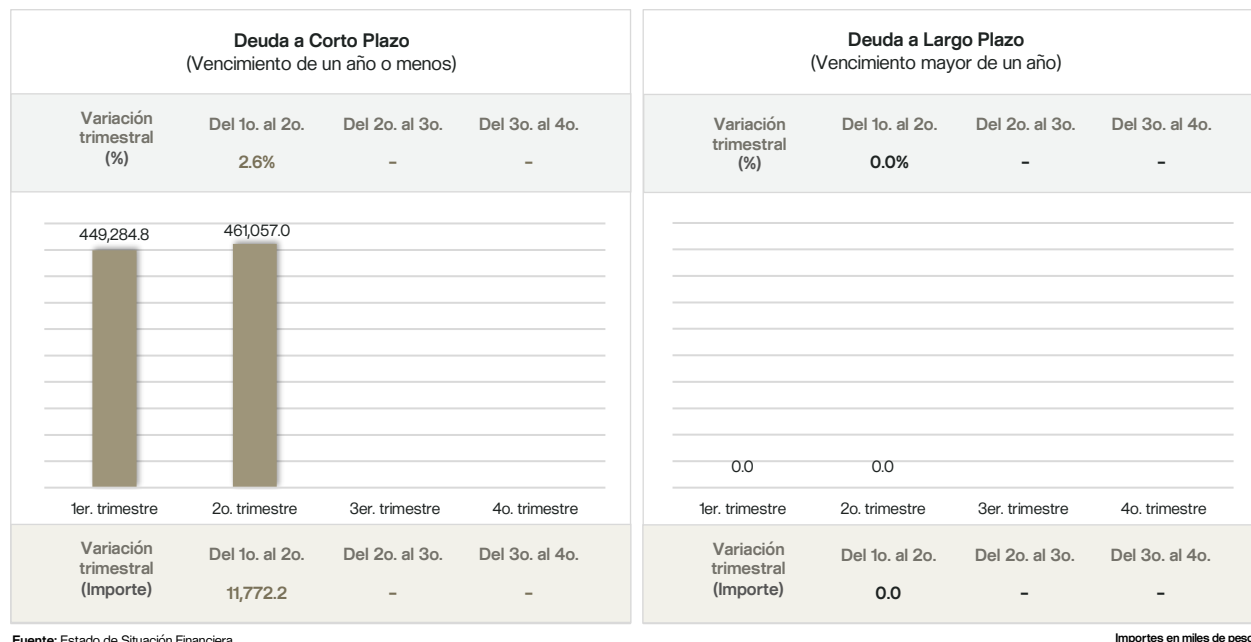 Deuda a Corto Plazo
(Vencimiento de un año o menos)
Variación
trimestral
(%)
Del 1o. al 2o.
Del 2o. al 3o.
Del 3o. al 4o.
2.6%
–
–
449,284.8
461,057.0
1er. trimestre
2o. trimestre
3er. trimestre
4o. trimestre
Variación
trimestral
(Importe)
Del 1o. al 2o.
Del 2o. al 3o.
Del 3o. al 4o.
11,772.2
–
–
Deuda a Largo Plazo
(Vencimiento mayor de un año)
Variación
trimestral
(%)
Del 1o. al 2o.
Del 2o. al 3o.
Del 3o. al 4o.
0.0%
–
–
0.0
0.0
1er. trimestre
2o. trimestre
3er. trimestre
4o. trimestre
Variación
trimestral
(Importe)
Del 1o. al 2o.
Del 2o. al 3o.
Del 3o. al 4o.
0.0
–
–
Fuente: Estado de Situación Financiera
Importes en miles de